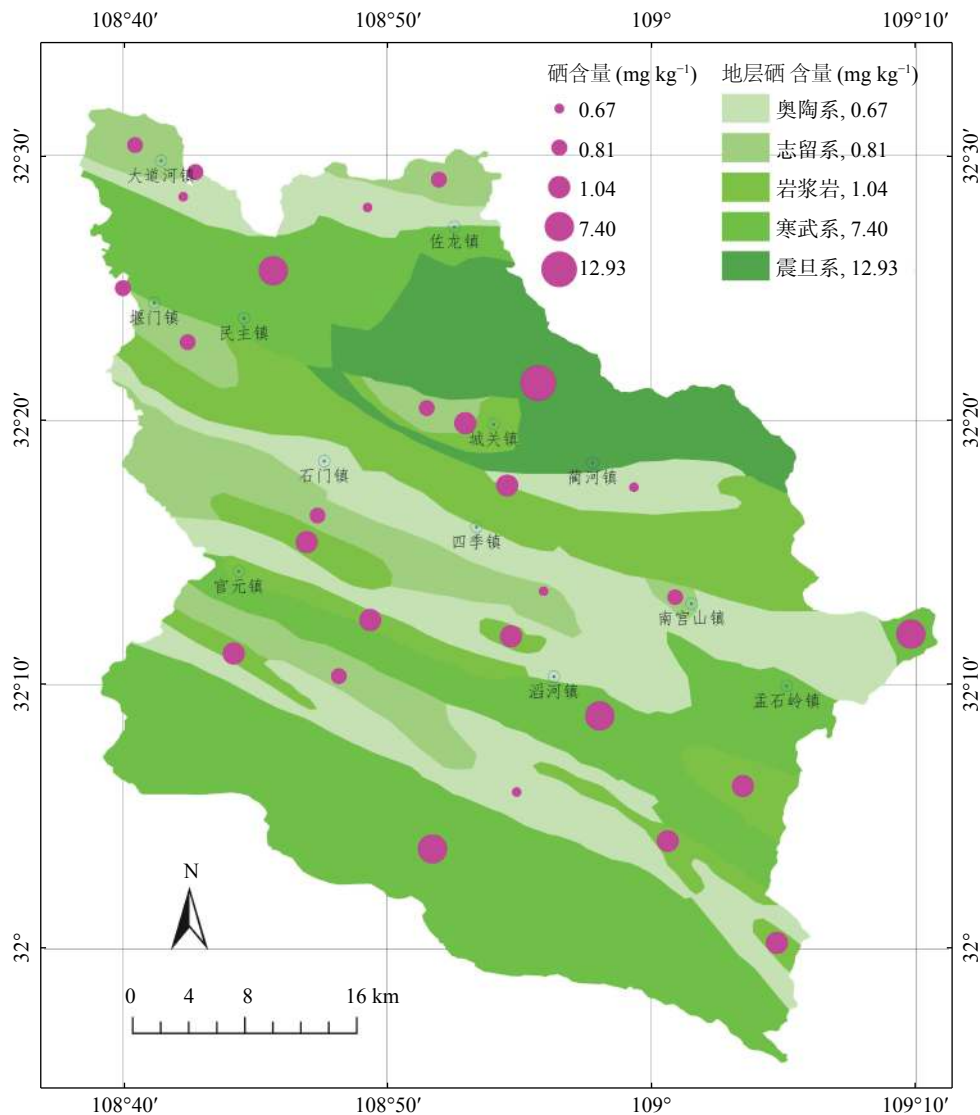 108°40′ 108°50′ 109° 109°10′
硒含量 (mg kg⁻¹)
0.67
0.81
1.04
7.40
12.93
地层硒 含量 (mg kg⁻¹)
奥陶系, 0.67
志留系, 0.81
岩浆岩, 1.04
寒武系, 7.40
震旦系, 12.93
32°30′ 32°30′
大道河镇
佐龙镇
堰门镇
民主镇
32°20′ 32°20′
城关镇
蔺河镇
石门镇
四季镇
官元镇
南宫山镇
32°10′ 32°10′
滔河镇
孟石岭镇
N
32° 32°
0 4 8 16 km
108°40′ 108°50′ 109° 109°10′